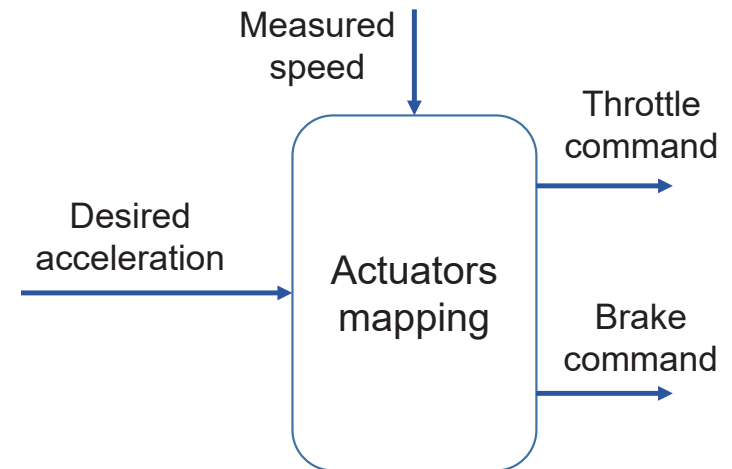 Measured
speed
Throttle
command
Desired
acceleration
Actuators
mapping
Brake
command